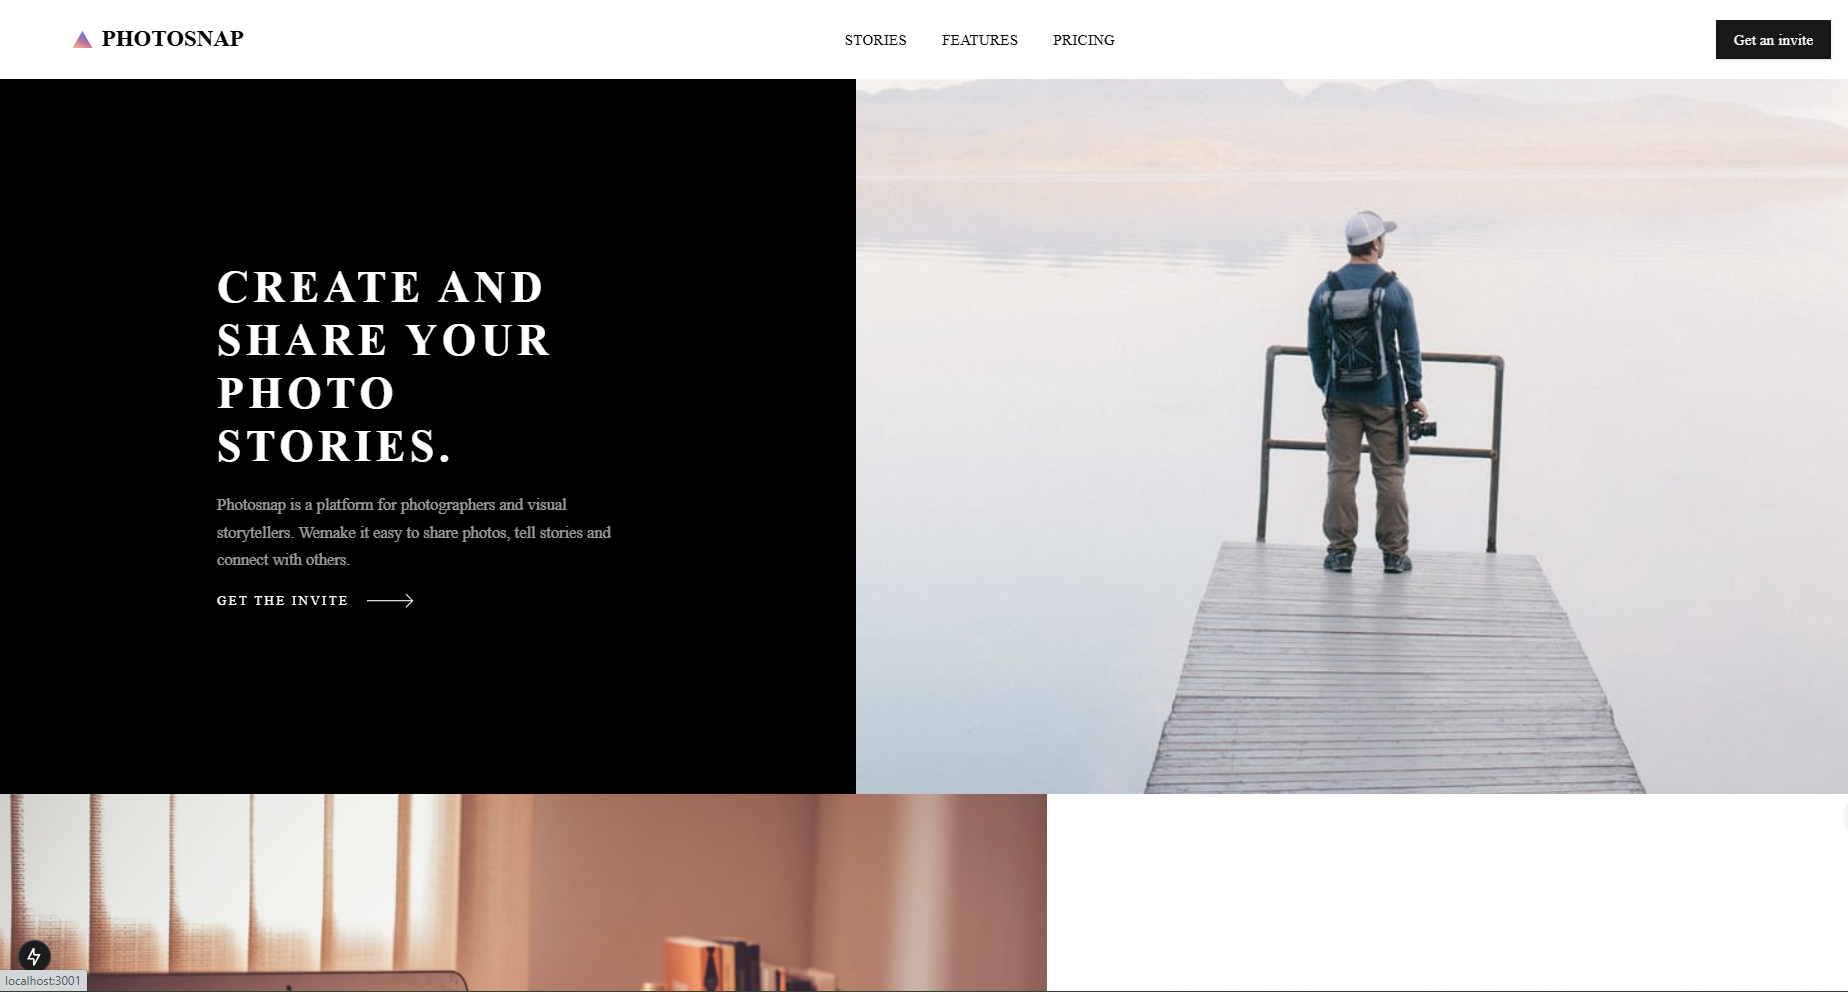 PHOTOSNAP
STORIES FEATURES PRICING
Get an invite
CREATE AND
SHARE YOUR
PHOTO
STORIES.
Photosnap is a platform for photographers and visual
storytellers. Wemake it easy to share photos, tell stories and
connect with others.
GET THE INVITE
localhost:3001